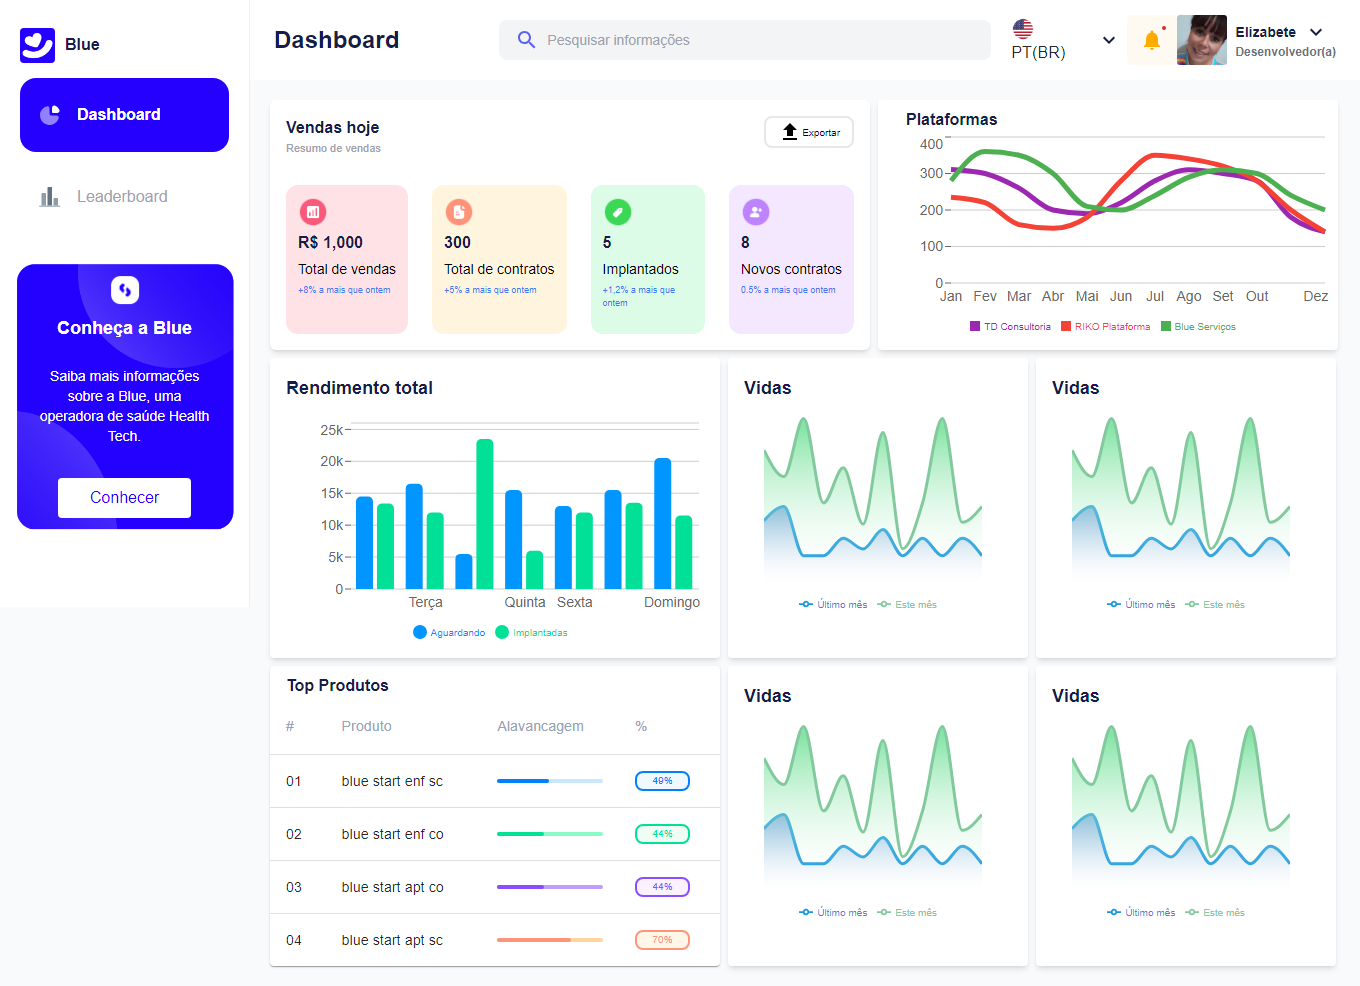 Blue
Dashboard
Leaderboard
Conheça a Blue
Saiba mais informações
sobre a Blue, uma
operadora de saúde Health
Tech.
Conhecer
Dashboard
Pesquisar informações
PT(BR)
Elizabete
Desenvolvedor(a)
Vendas hoje
Resumo de vendas
Exportar
R$ 1,000
Total de vendas
+8% a mais que ontem
300
Total de contratos
+5% a mais que ontem
5
Implantados
+1,2% a mais que
ontem
8
Novos contratos
0.5% a mais que ontem
Plataformas
400
300
200
100
0
Jan Fev Mar Abr Mai Jun Jul Ago Set Out Dez
TD Consultoria RIKO Plataforma Blue Serviços
Rendimento total
25k
20k
15k
10k
5k
0
Terça Quinta Sexta Domingo
Aguardando Implantadas
Vidas
Último mês Este mês
Vidas
Último mês Este mês
Top Produtos
# Produto Alavancagem %
01 blue start enf sc 49%
02 blue start enf co 44%
03 blue start apt co 44%
04 blue start apt sc 70%
Vidas
Último mês Este mês
Vidas
Último mês Este mês